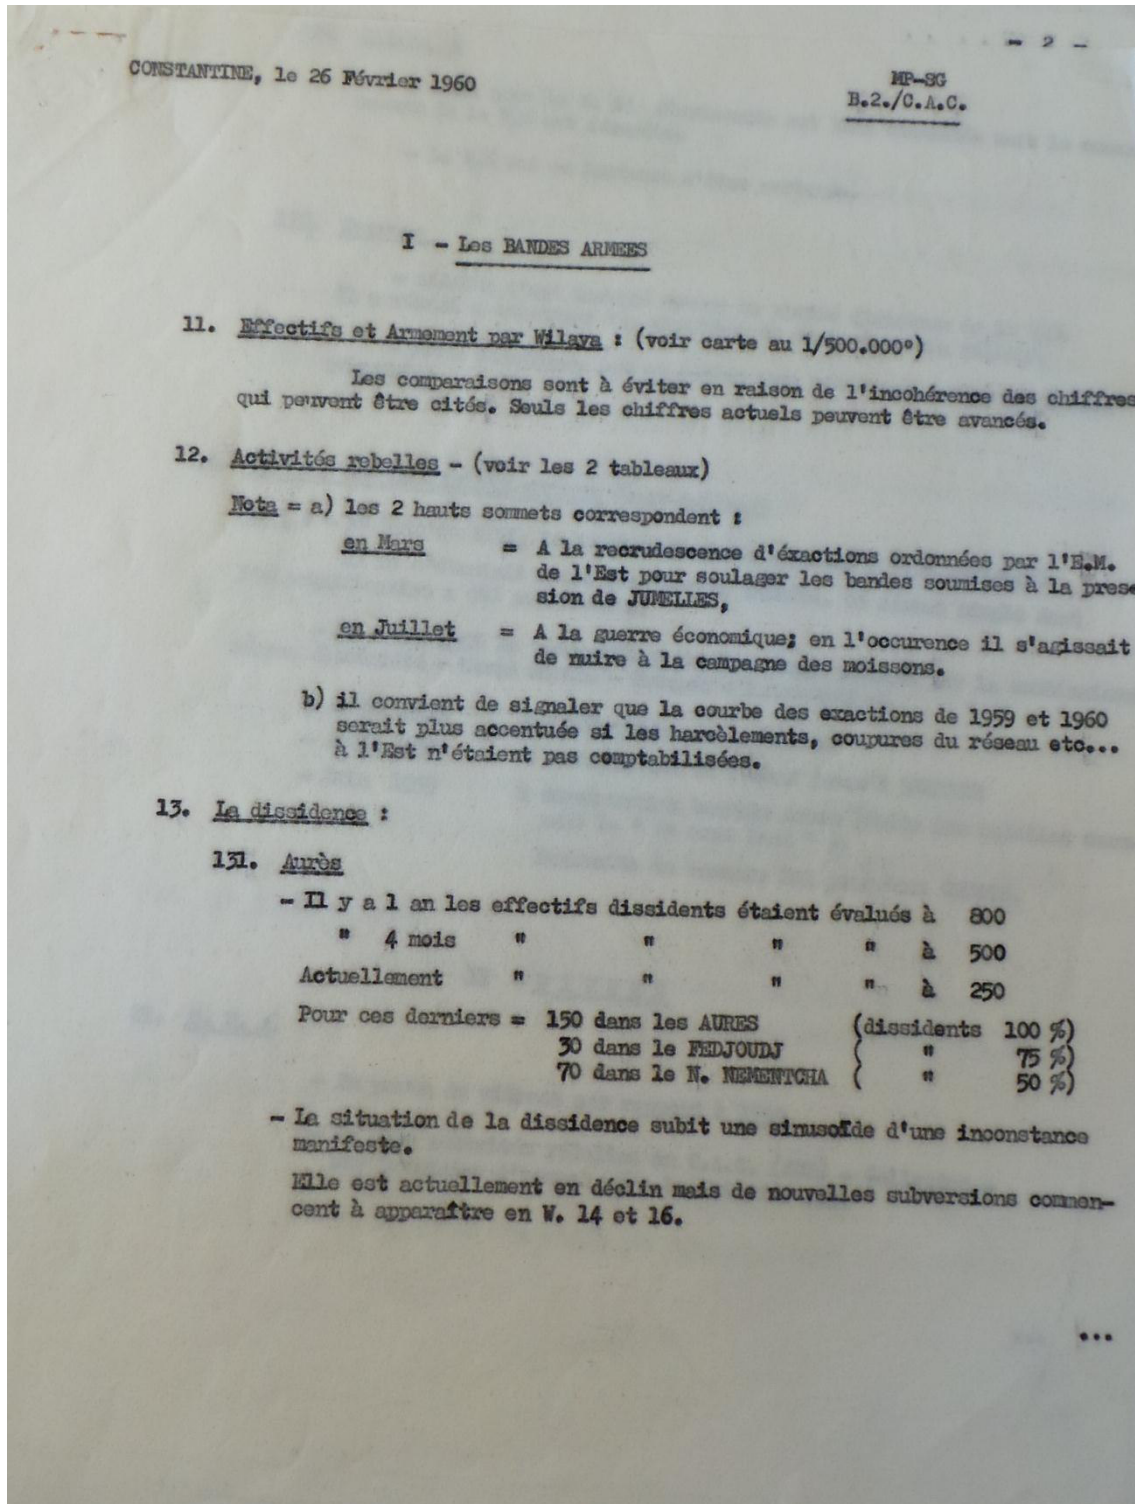 - 2 -
CONSTANTINE, le 26 Février 1960
MP-SG
B.2./C.A.C.
I - Les BANDES ARMEES
11. Effectifs et Armement par Wilaya : (voir carte au 1/500.000°)
Les comparaisons sont à éviter en raison de l'incohérence des chiffres
qui peuvent être cités. Seuls les chiffres actuels peuvent être avancés.
12. Activités rebelles - (voir les 2 tableaux)
Nota = a) les 2 hauts sommets correspondent :
en Mars = A la recrudescence d'éxactions ordonnées par l'E.M.
de l'Est pour soulager les bandes soumises à la pres-
sion de JUMELLES,
en Juillet = A la guerre économique; en l'occurence il s'agissait
de nuire à la campagne des moissons.
b) il convient de signaler que la courbe des exactions de 1959 et 1960
serait plus accentuée si les harcèlements, coupures du réseau etc...
à l'Est n'étaient pas comptabilisées.
13. La dissidence :
131. Aurès
- Il y a 1 an les effectifs dissidents étaient évalués à 800
" 4 mois " " " " à 500
Actuellement " " " " à 250
Pour ces derniers = 150 dans les AURES (dissidents 100 %)
30 dans le FEDJOUDJ ( " 75 %)
70 dans le N. NEMENTCHA ( " 50 %)
- La situation de la dissidence subit une sinusoïde d'une inconstance
manifeste.
Elle est actuellement en déclin mais de nouvelles subversions commen-
cent à apparaître en W. 14 et 16.
...